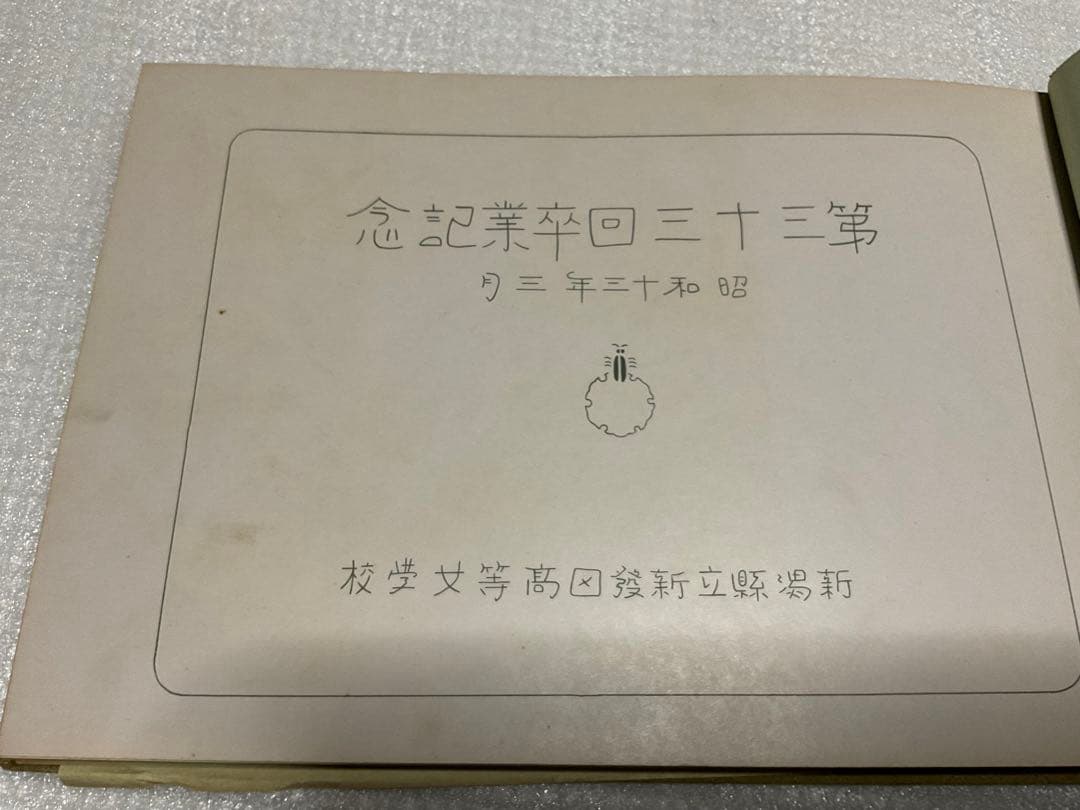 第三十三回卒業記念
昭和十三年三月
新潟縣立新發田高等女学校